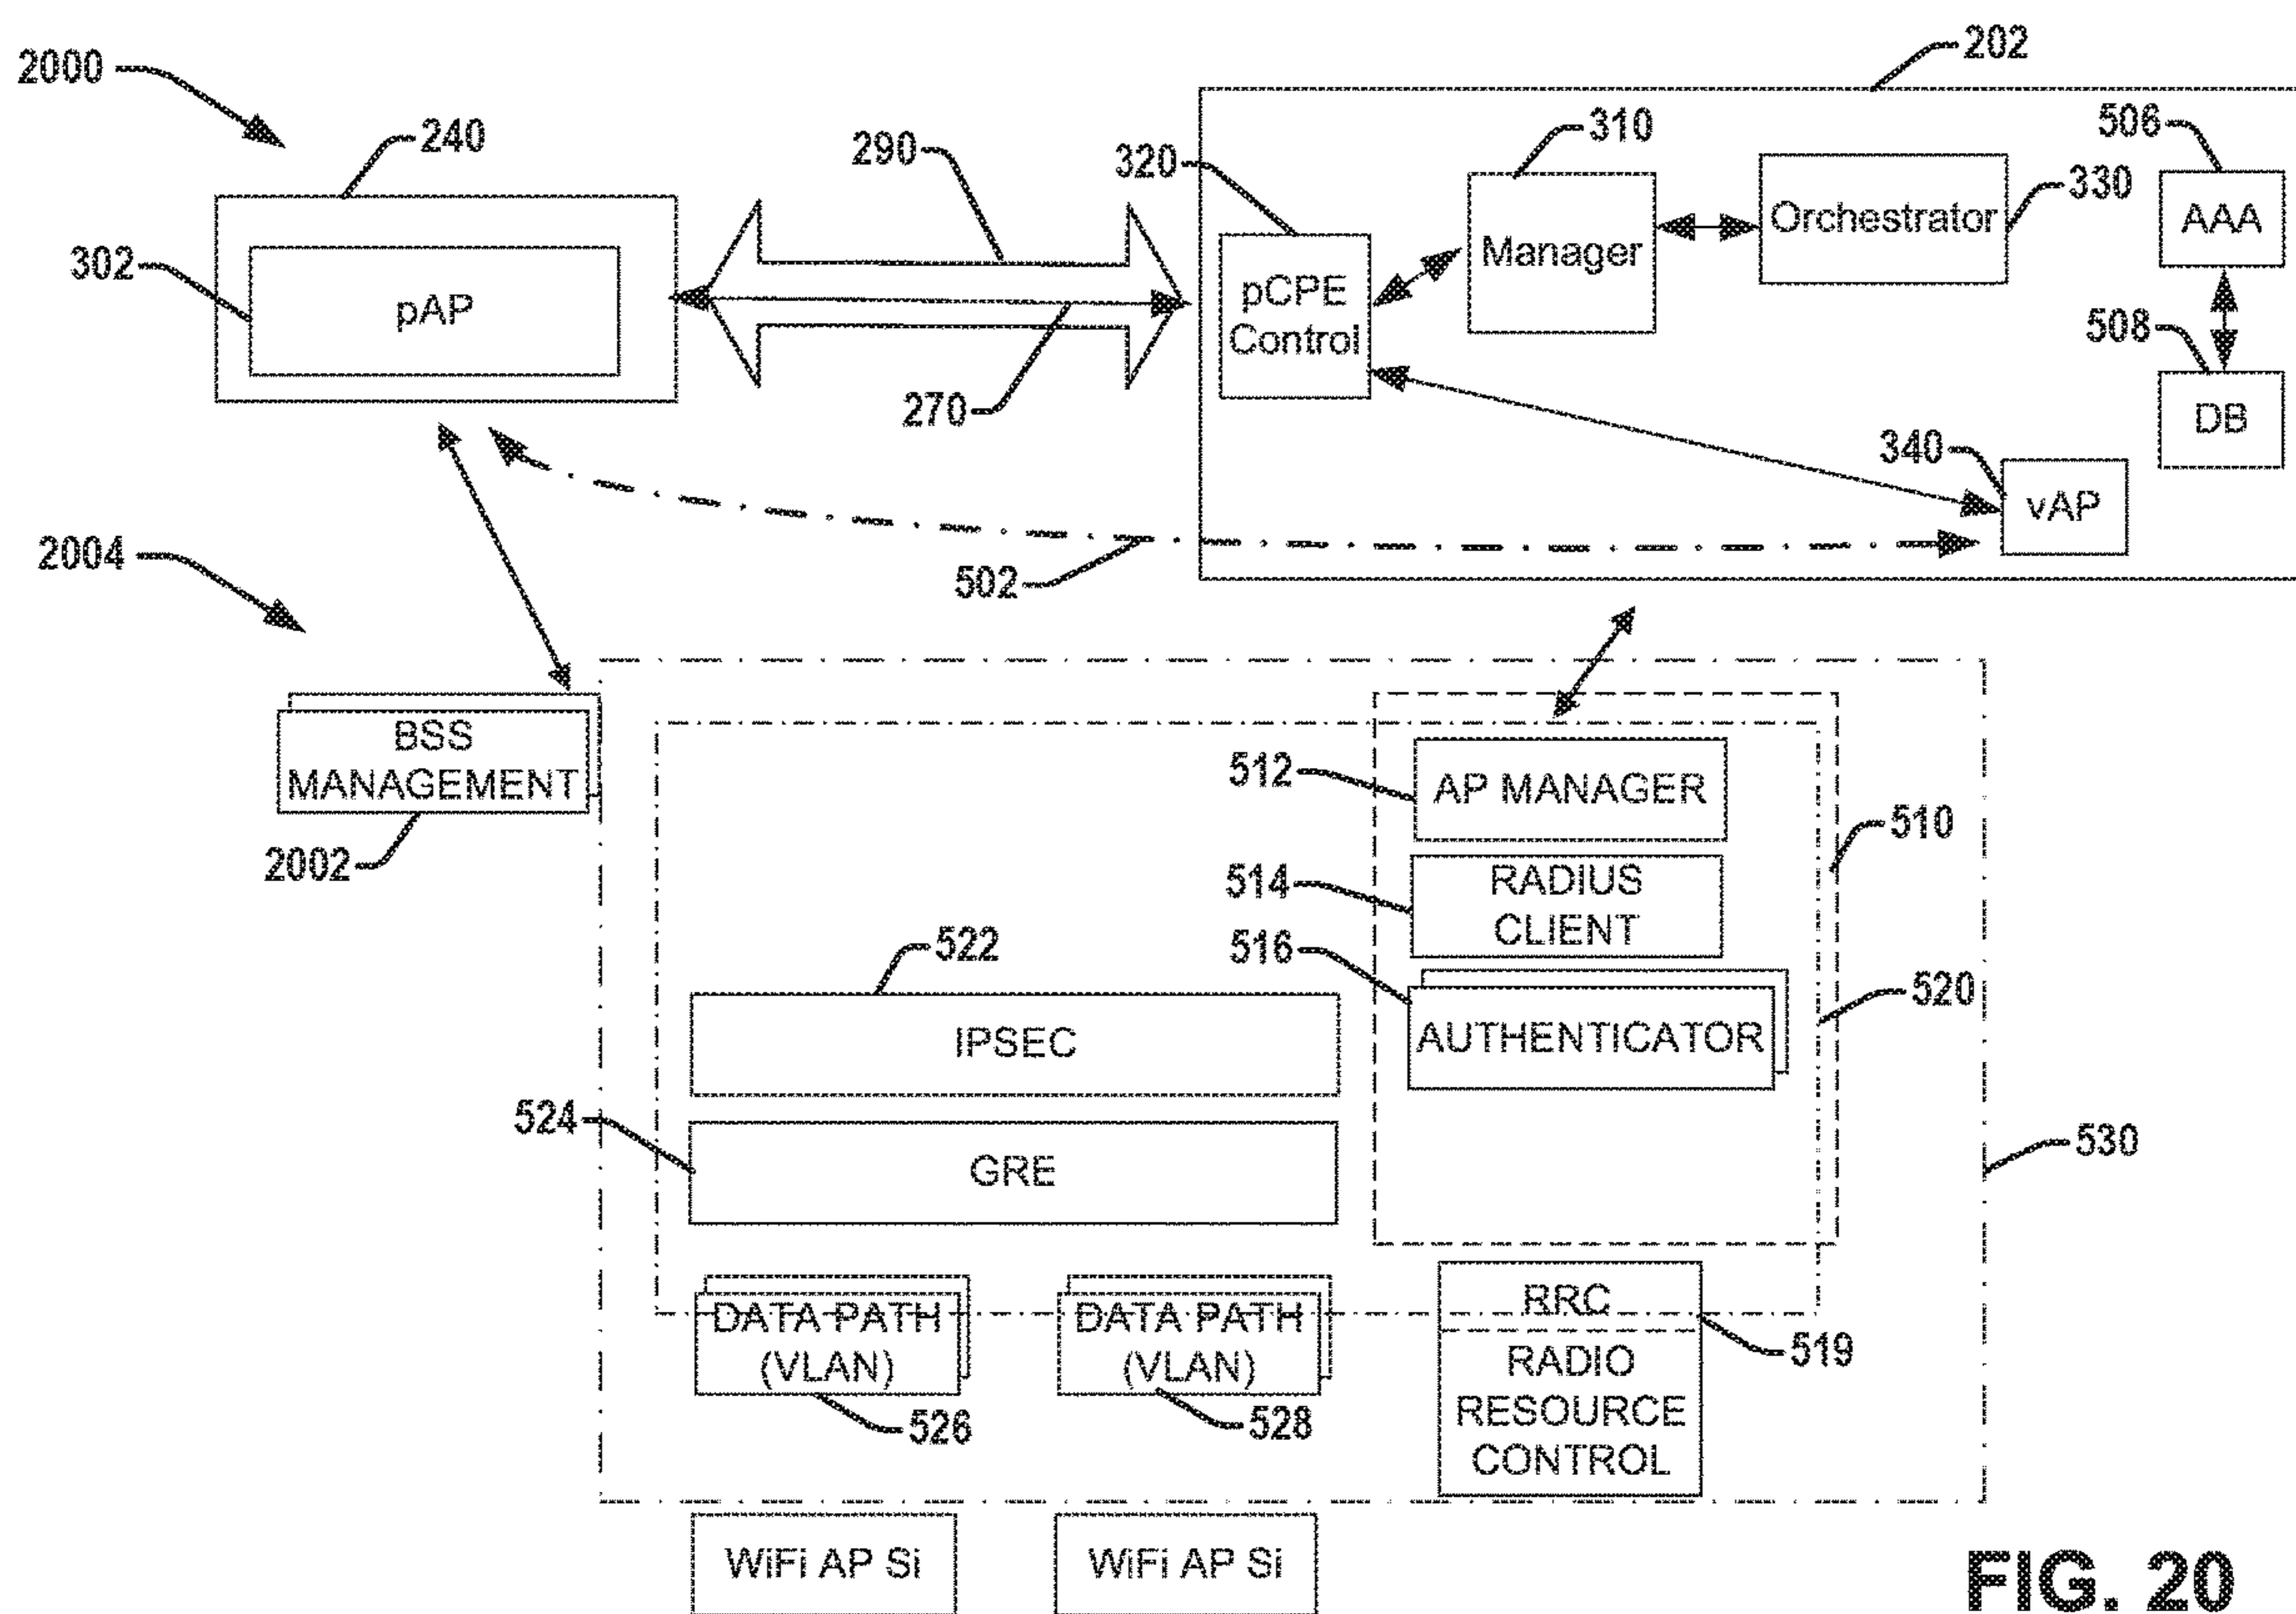 2000
240
302
pAP
290
270
202
320
pCPE
Control
310
Manager
330
Orchestrator
506
AAA
508
DB
340
vAP
502
2004
BSS
MANAGEMENT
2002
512
AP MANAGER
510
514
RADIUS
CLIENT
516
AUTHENTICATOR
520
522
IPSEC
524
GRE
530
DATA PATH
(VLAN)
526
DATA PATH
(VLAN)
528
RRC
519
RADIO
RESOURCE
CONTROL
WiFi AP Si
WiFi AP Si
FIG. 20